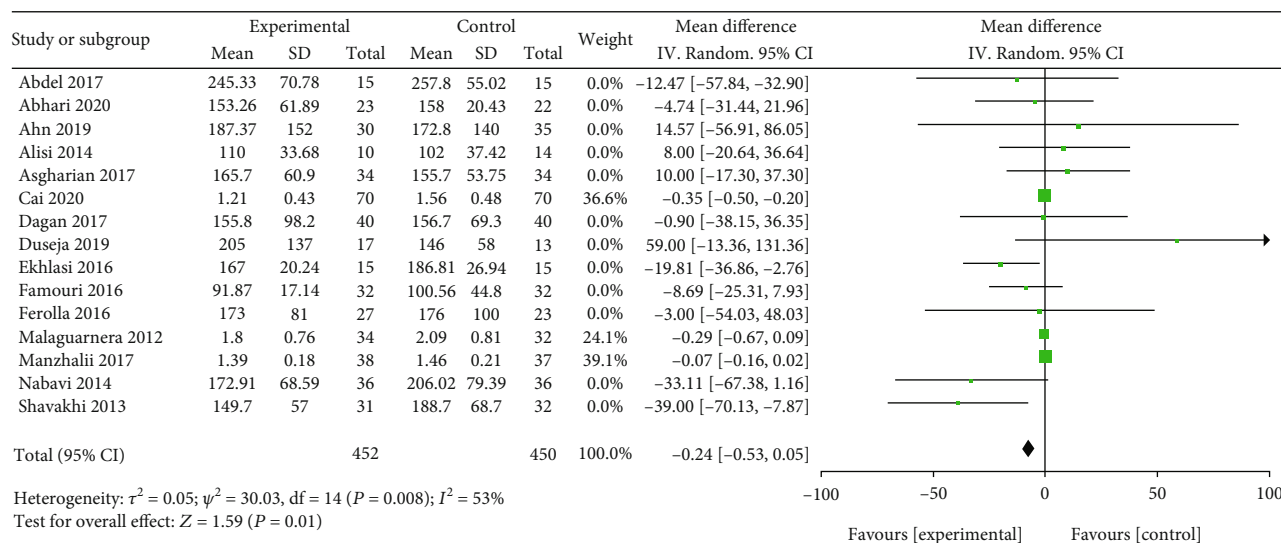 Study or subgroup Experimental Control Weight Mean difference Mean difference
Mean SD Total Mean SD Total IV. Random. 95% CI IV. Random. 95% CI
Abdel 2017 245.33 70.78 15 257.8 55.02 15 0.0% −12.47 [−57.84, −32.90]
Abhari 2020 153.26 61.89 23 158 20.43 22 0.0% −4.74 [−31.44, 21.96]
Ahn 2019 187.37 152 30 172.8 140 35 0.0% 14.57 [−56.91, 86.05]
Alisi 2014 110 33.68 10 102 37.42 14 0.0% 8.00 [−20.64, 36.64]
Asgharian 2017 165.7 60.9 34 155.7 53.75 34 0.0% 10.00 [−17.30, 37.30]
Cai 2020 1.21 0.43 70 1.56 0.48 70 36.6% −0.35 [−0.50, −0.20]
Dagan 2017 155.8 98.2 40 156.7 69.3 40 0.0% −0.90 [−38.15, 36.35]
Duseja 2019 205 137 17 146 58 13 0.0% 59.00 [−13.36, 131.36]
Ekhlasi 2016 167 20.24 15 186.81 26.94 15 0.0% −19.81 [−36.86, −2.76]
Famouri 2016 91.87 17.14 32 100.56 44.8 32 0.0% −8.69 [−25.31, 7.93]
Ferolla 2016 173 81 27 176 100 23 0.0% −3.00 [−54.03, 48.03]
Malaguarnera 2012 1.8 0.76 34 2.09 0.81 32 24.1% −0.29 [−0.67, 0.09]
Manzhalii 2017 1.39 0.18 38 1.46 0.21 37 39.1% −0.07 [−0.16, 0.02]
Nabavi 2014 172.91 68.59 36 206.02 79.39 36 0.0% −33.11 [−67.38, 1.16]
Shavakhi 2013 149.7 57 31 188.7 68.7 32 0.0% −39.00 [−70.13, −7.87]
Total (95% CI) 452 450 100.0% −0.24 [−0.53, 0.05]
Heterogeneity: τ² = 0.05; ψ² = 30.03, df = 14 (P = 0.008); I² = 53%
Test for overall effect: Z = 1.59 (P = 0.01)
−100 −50 0 50 100
Favours [experimental] Favours [control]